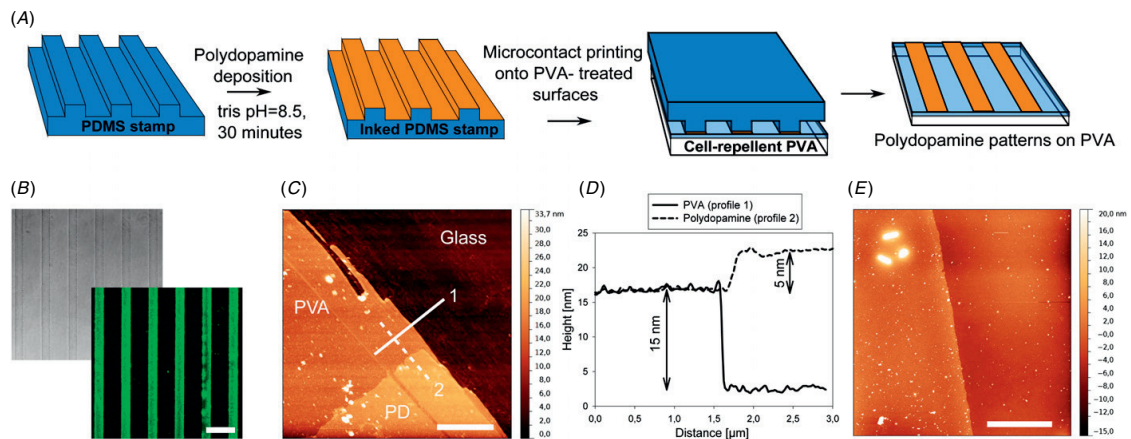 (A)
Polydopamine
deposition
tris pH=8.5,
30 minutes
PDMS stamp
Inked PDMS stamp
Microcontact printing
onto PVA- treated
surfaces
Cell-repellent PVA
Polydopamine patterns on PVA
(B)
(C)
Glass
PVA
1
2
PD
33,7 nm
30,0
28,0
26,0
24,0
22,0
20,0
18,0
16,0
14,0
12,0
10,0
8,0
6,0
4,0
2,0
0,0
(D)
PVA (profile 1)
Polydopamine (profile 2)
Height [nm]
25
20
15
10
5
0
15 nm
5 nm
0,0
0,5
1,0
1,5
2,0
2,5
3,0
Distance [µm]
(E)
20,0 nm
16,0
14,0
12,0
10,0
8,0
6,0
4,0
2,0
0,0
−2,0
−4,0
−6,0
−8,0
−10,0
−12,0
−15,0